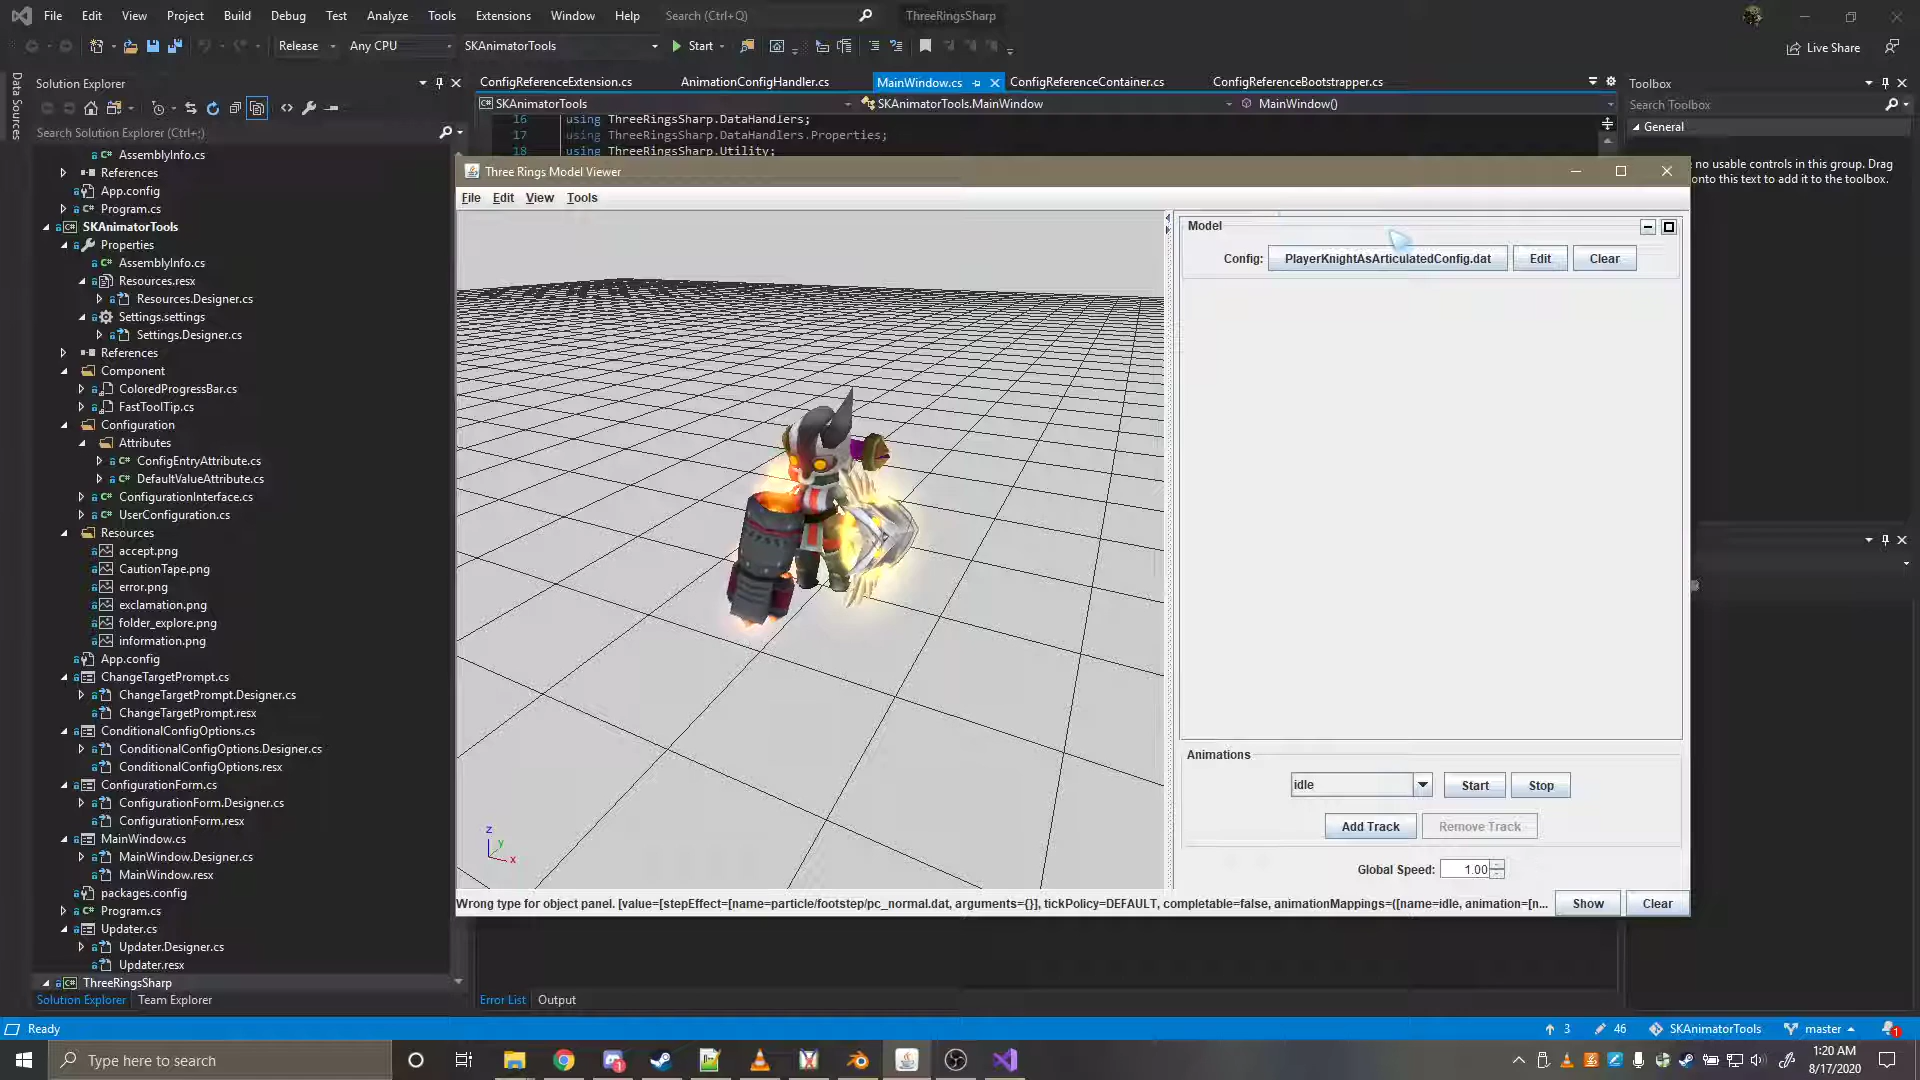 File Edit View Project Build Debug Test Analyze Tools Extensions Window Help Search (Ctrl+Q) ThreeRingsSharp
Release Any CPU SKAnimatorTools Start Live Share
Data Sources
Solution Explorer
Search Solution Explorer (Ctrl+;)
AssemblyInfo.cs
References
App.config
Program.cs
SKAnimatorTools
Properties
AssemblyInfo.cs
Resources.resx
Resources.Designer.cs
Settings.settings
Settings.Designer.cs
References
Component
ColoredProgressBar.cs
FastToolTip.cs
Configuration
Attributes
ConfigEntryAttribute.cs
DefaultValueAttribute.cs
ConfigurationInterface.cs
UserConfiguration.cs
Resources
accept.png
CautionTape.png
error.png
exclamation.png
folder_explore.png
information.png
App.config
ChangeTargetPrompt.cs
ChangeTargetPrompt.Designer.cs
ChangeTargetPrompt.resx
ConditionalConfigOptions.cs
ConditionalConfigOptions.Designer.cs
ConditionalConfigOptions.resx
ConfigurationForm.cs
ConfigurationForm.Designer.cs
ConfigurationForm.resx
MainWindow.cs
MainWindow.Designer.cs
MainWindow.resx
packages.config
Program.cs
Updater.cs
Updater.Designer.cs
Updater.resx
ThreeRingsSharp
Solution Explorer Team Explorer
ConfigReferenceExtension.cs AnimationConfigHandler.cs MainWindow.cs ConfigReferenceContainer.cs ConfigReferenceBootstrapper.cs
SKAnimatorTools SKAnimatorTools.MainWindow MainWindow()
16 using ThreeRingsSharp.DataHandlers;
17 using ThreeRingsSharp.DataHandlers.Properties;
18 using ThreeRingsSharp.Utility;
Toolbox
Search Toolbox
General
no usable controls in this group. Drag
onto this text to add it to the toolbox.
Three Rings Model Viewer
File Edit View Tools
Model
Config: PlayerKnightAsArticulatedConfig.dat Edit Clear
z
y
x
Animations
idle Start Stop
Add Track Remove Track
Global Speed: 1.00
Wrong type for object panel. [value=[stepEffect=[name=particle/footstep/pc_normal.dat, arguments={}], tickPolicy=DEFAULT, completable=false, animationMappings=([name=idle, animation=[n... Show Clear
Error List Output
Ready 3 46 SKAnimatorTools master 1
Type here to search
1:20 AM
8/17/2020